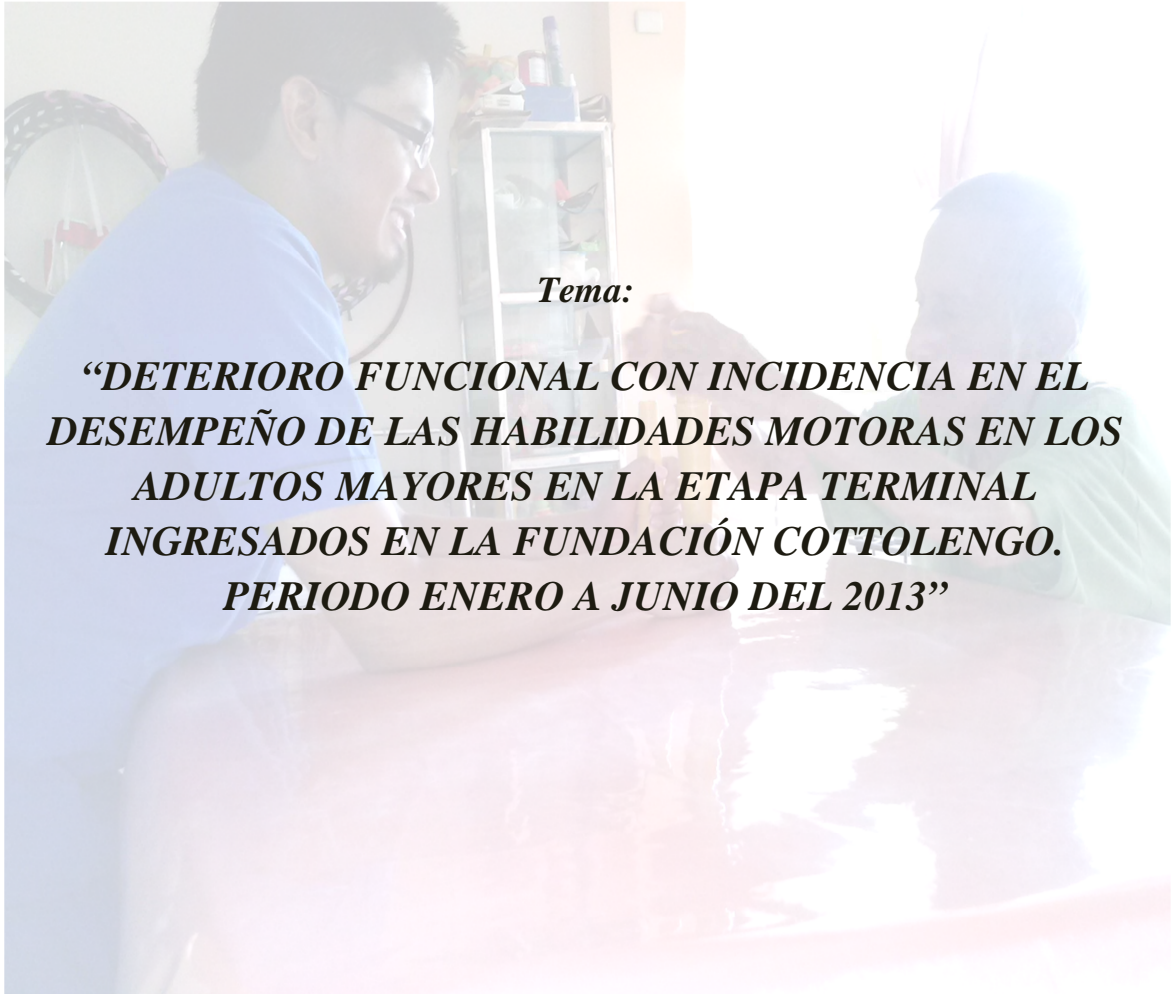 Tema:
“DETERIORO FUNCIONAL CON INCIDENCIA EN EL
DESEMPEÑO DE LAS HABILIDADES MOTORAS EN LOS
ADULTOS MAYORES EN LA ETAPA TERMINAL
INGRESADOS EN LA FUNDACIÓN COTTOLENGO.
PERIODO ENERO A JUNIO DEL 2013”